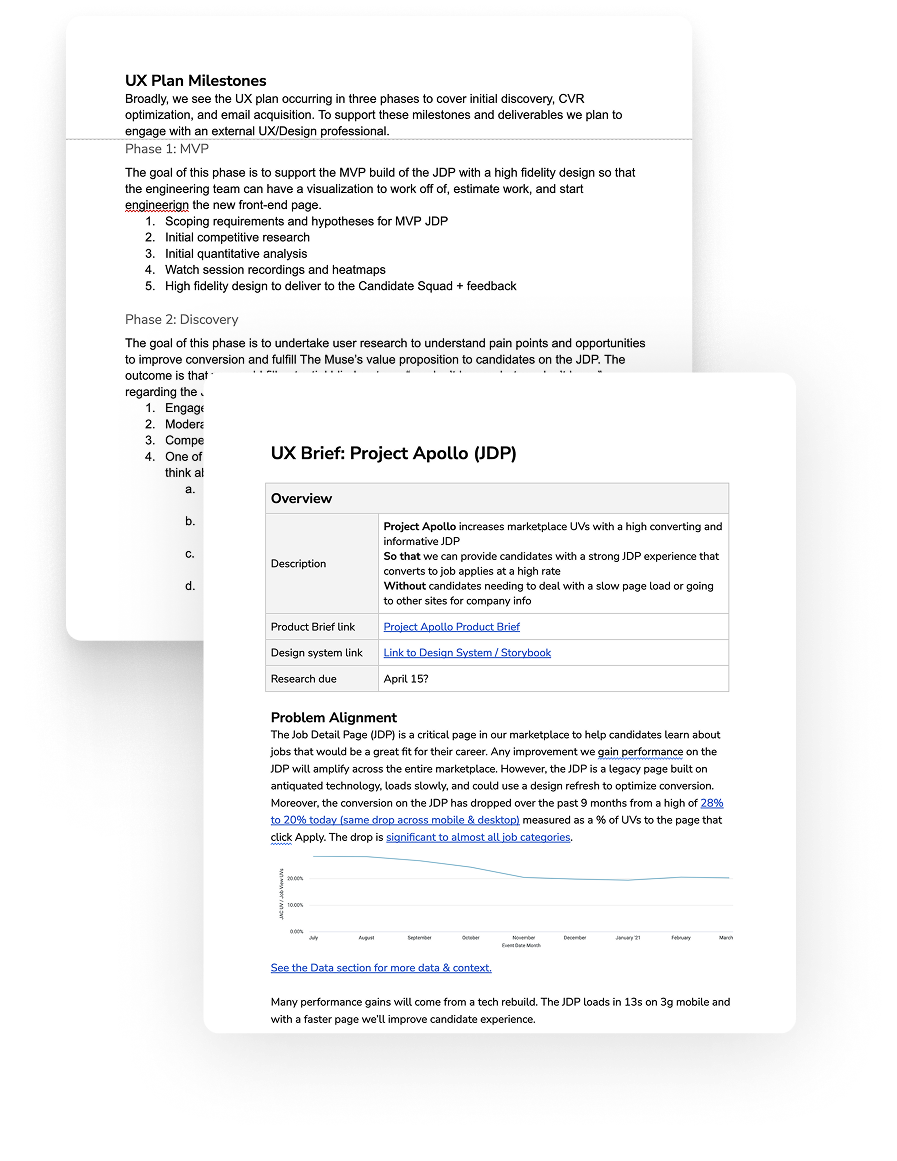 UX Plan Milestones
Broadly, we see the UX plan occurring in three phases to cover initial discovery, CVR
optimization, and email acquisition. To support these milestones and deliverables we plan to
engage with an external UX/Design professional.
Phase 1: MVP
The goal of this phase is to support the MVP build of the JDP with a high fidelity design so that
the engineering team can have a visualization to work off of, estimate work, and start
engineerign the new front-end page.
1. Scoping requirements and hypotheses for MVP JDP
2. Initial competitive research
3. Initial quantitative analysis
4. Watch session recordings and heatmaps
5. High fidelity design to deliver to the Candidate Squad + feedback
Phase 2: Discovery
The goal of this phase is to undertake user research to understand pain points and opportunities
to improve conversion and fulfill The Muse's value proposition to candidates on the JDP. The
outcome is that
regarding the
1. Engage
2. Modera
3. Compe
4. One of
think
a.
b.
c.
d.
UX Brief: Project Apollo (JDP)
Overview
Description
Project Apollo increases marketplace UVs with a high converting and
informative JDP
So that we can provide candidates with a strong JDP experience that
converts to job applies at a high rate
Without candidates needing to deal with a slow page load or going
to other sites for company info
Product Brief link
Project Apollo Product Brief
Design system link
Link to Design System / Storybook
Research due
April 15?
Problem Alignment
The Job Detail Page (JDP) is a critical page in our marketplace to help candidates learn about
jobs that would be a great fit for their career. Any improvement we gain performance on the
JDP will amplify across the entire marketplace. However, the JDP is a legacy page built on
antiquated technology, loads slowly, and could use a design refresh to optimize conversion.
Moreover, the conversion on the JDP has dropped over the past 9 months from a high of 28%
to 20% today (same drop across mobile & desktop) measured as a % of UVs to the page that
click Apply. The drop is significant to almost all job categories.
JAC UV / Job View UVs
20.00%
10.00%
0.00%
July August September October November December January '21 February March
Event Date Month
See the Data section for more data & context.
Many performance gains will come from a tech rebuild. The JDP loads in 13s on 3g mobile and
with a faster page we'll improve candidate experience.